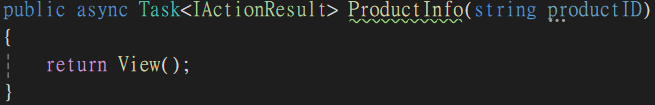 public async Task<IActionResult> ProductInfo(string productID)
{
return View();
}